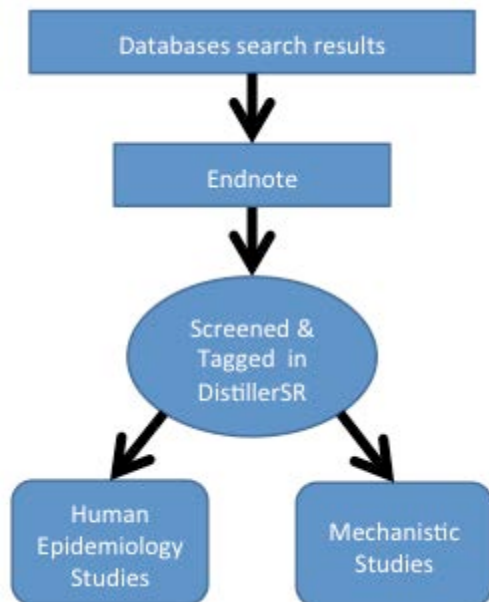 Databases search results
Endnote
Screened &
Tagged in
DistillerSR
Human
Epidemiology
Studies
Mechanistic
Studies